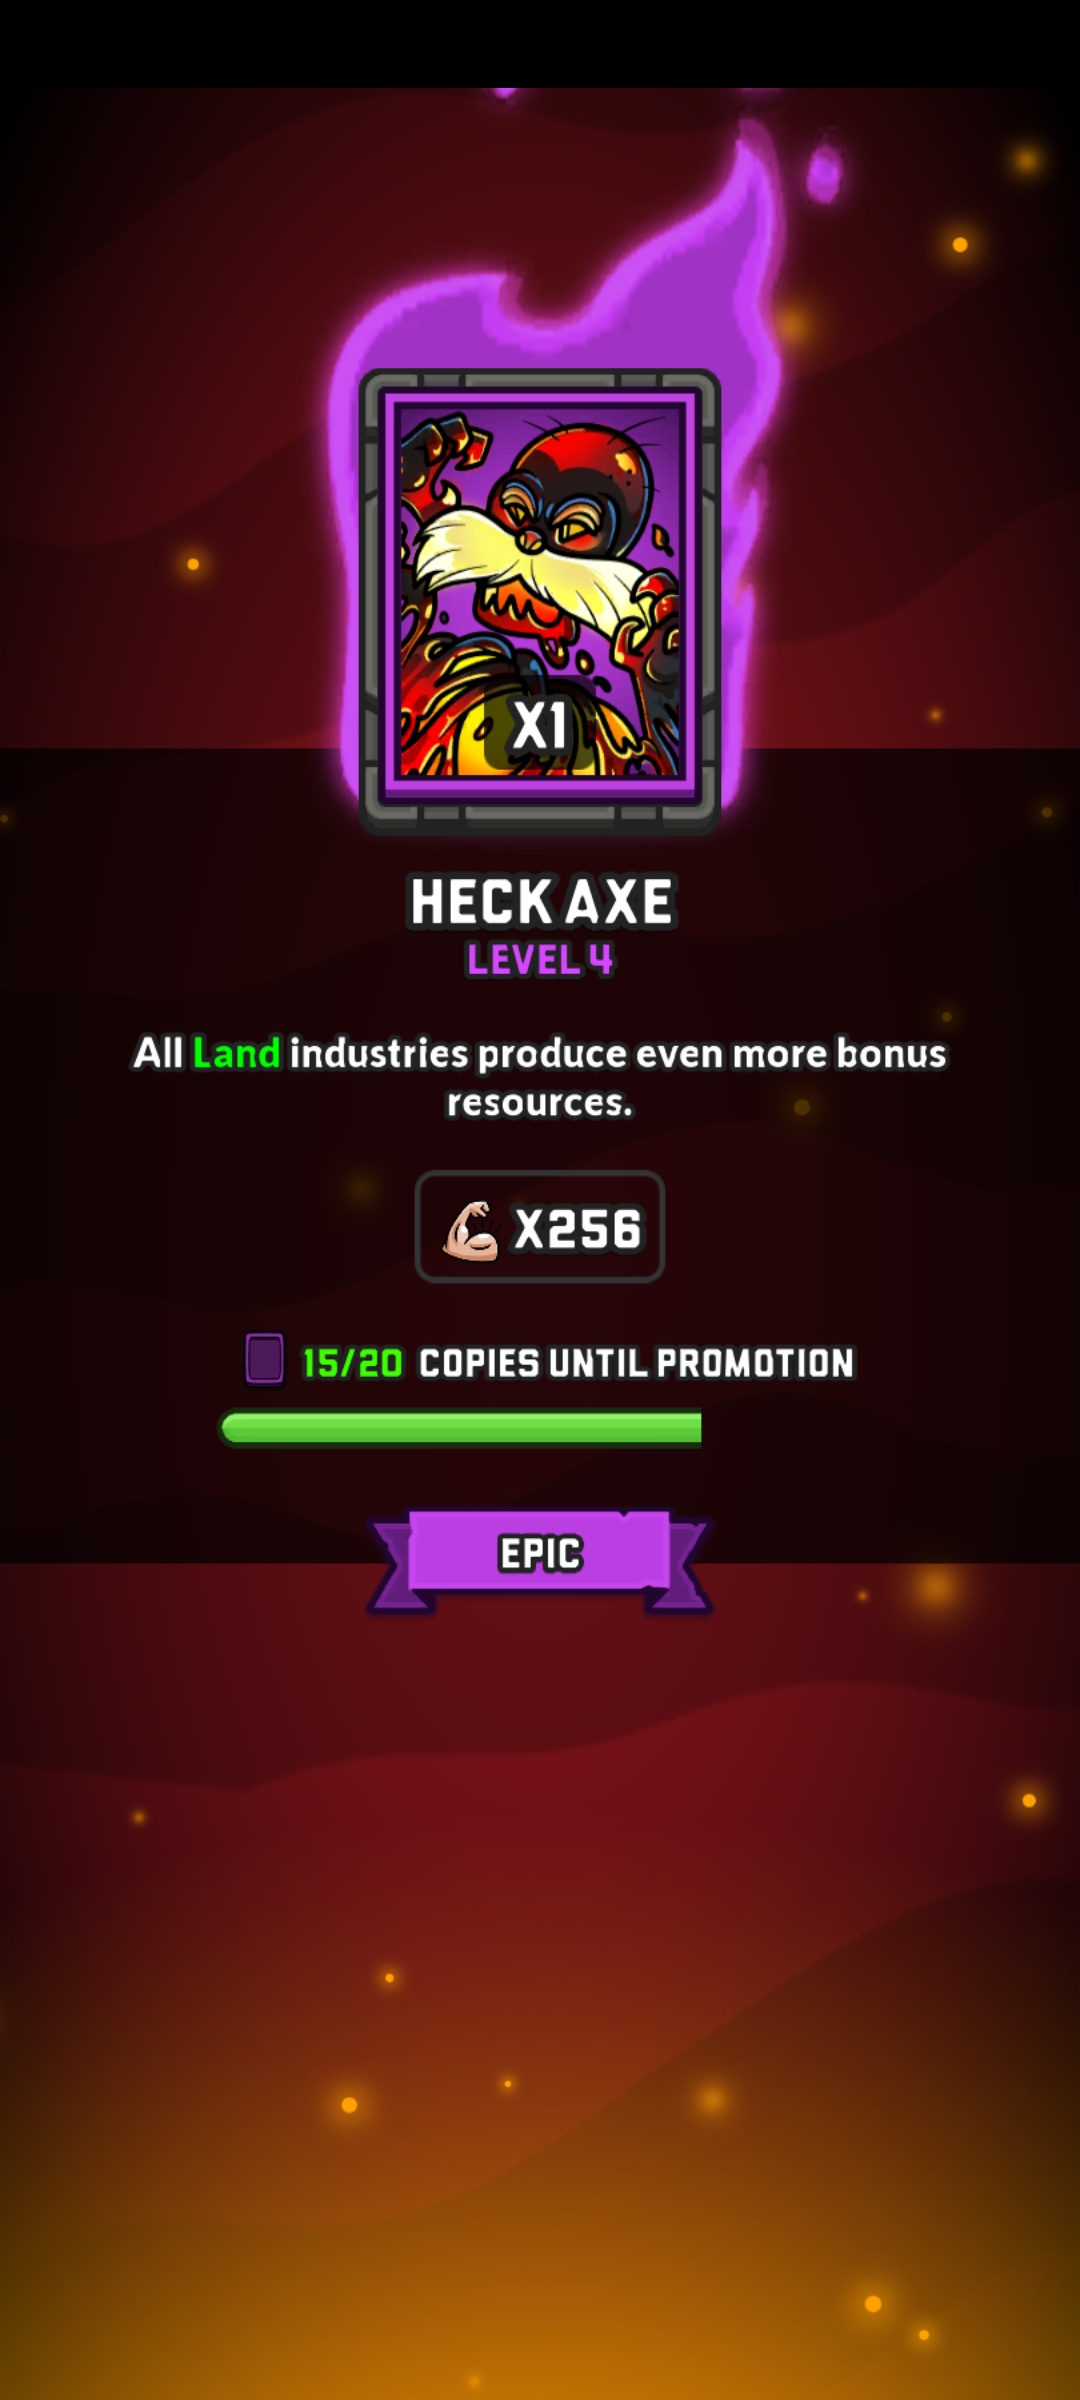 X1
HECK AXE
LEVEL 4
All Land industries produce even more bonus
resources.
X256
15/20 COPIES UNTIL PROMOTION
EPIC